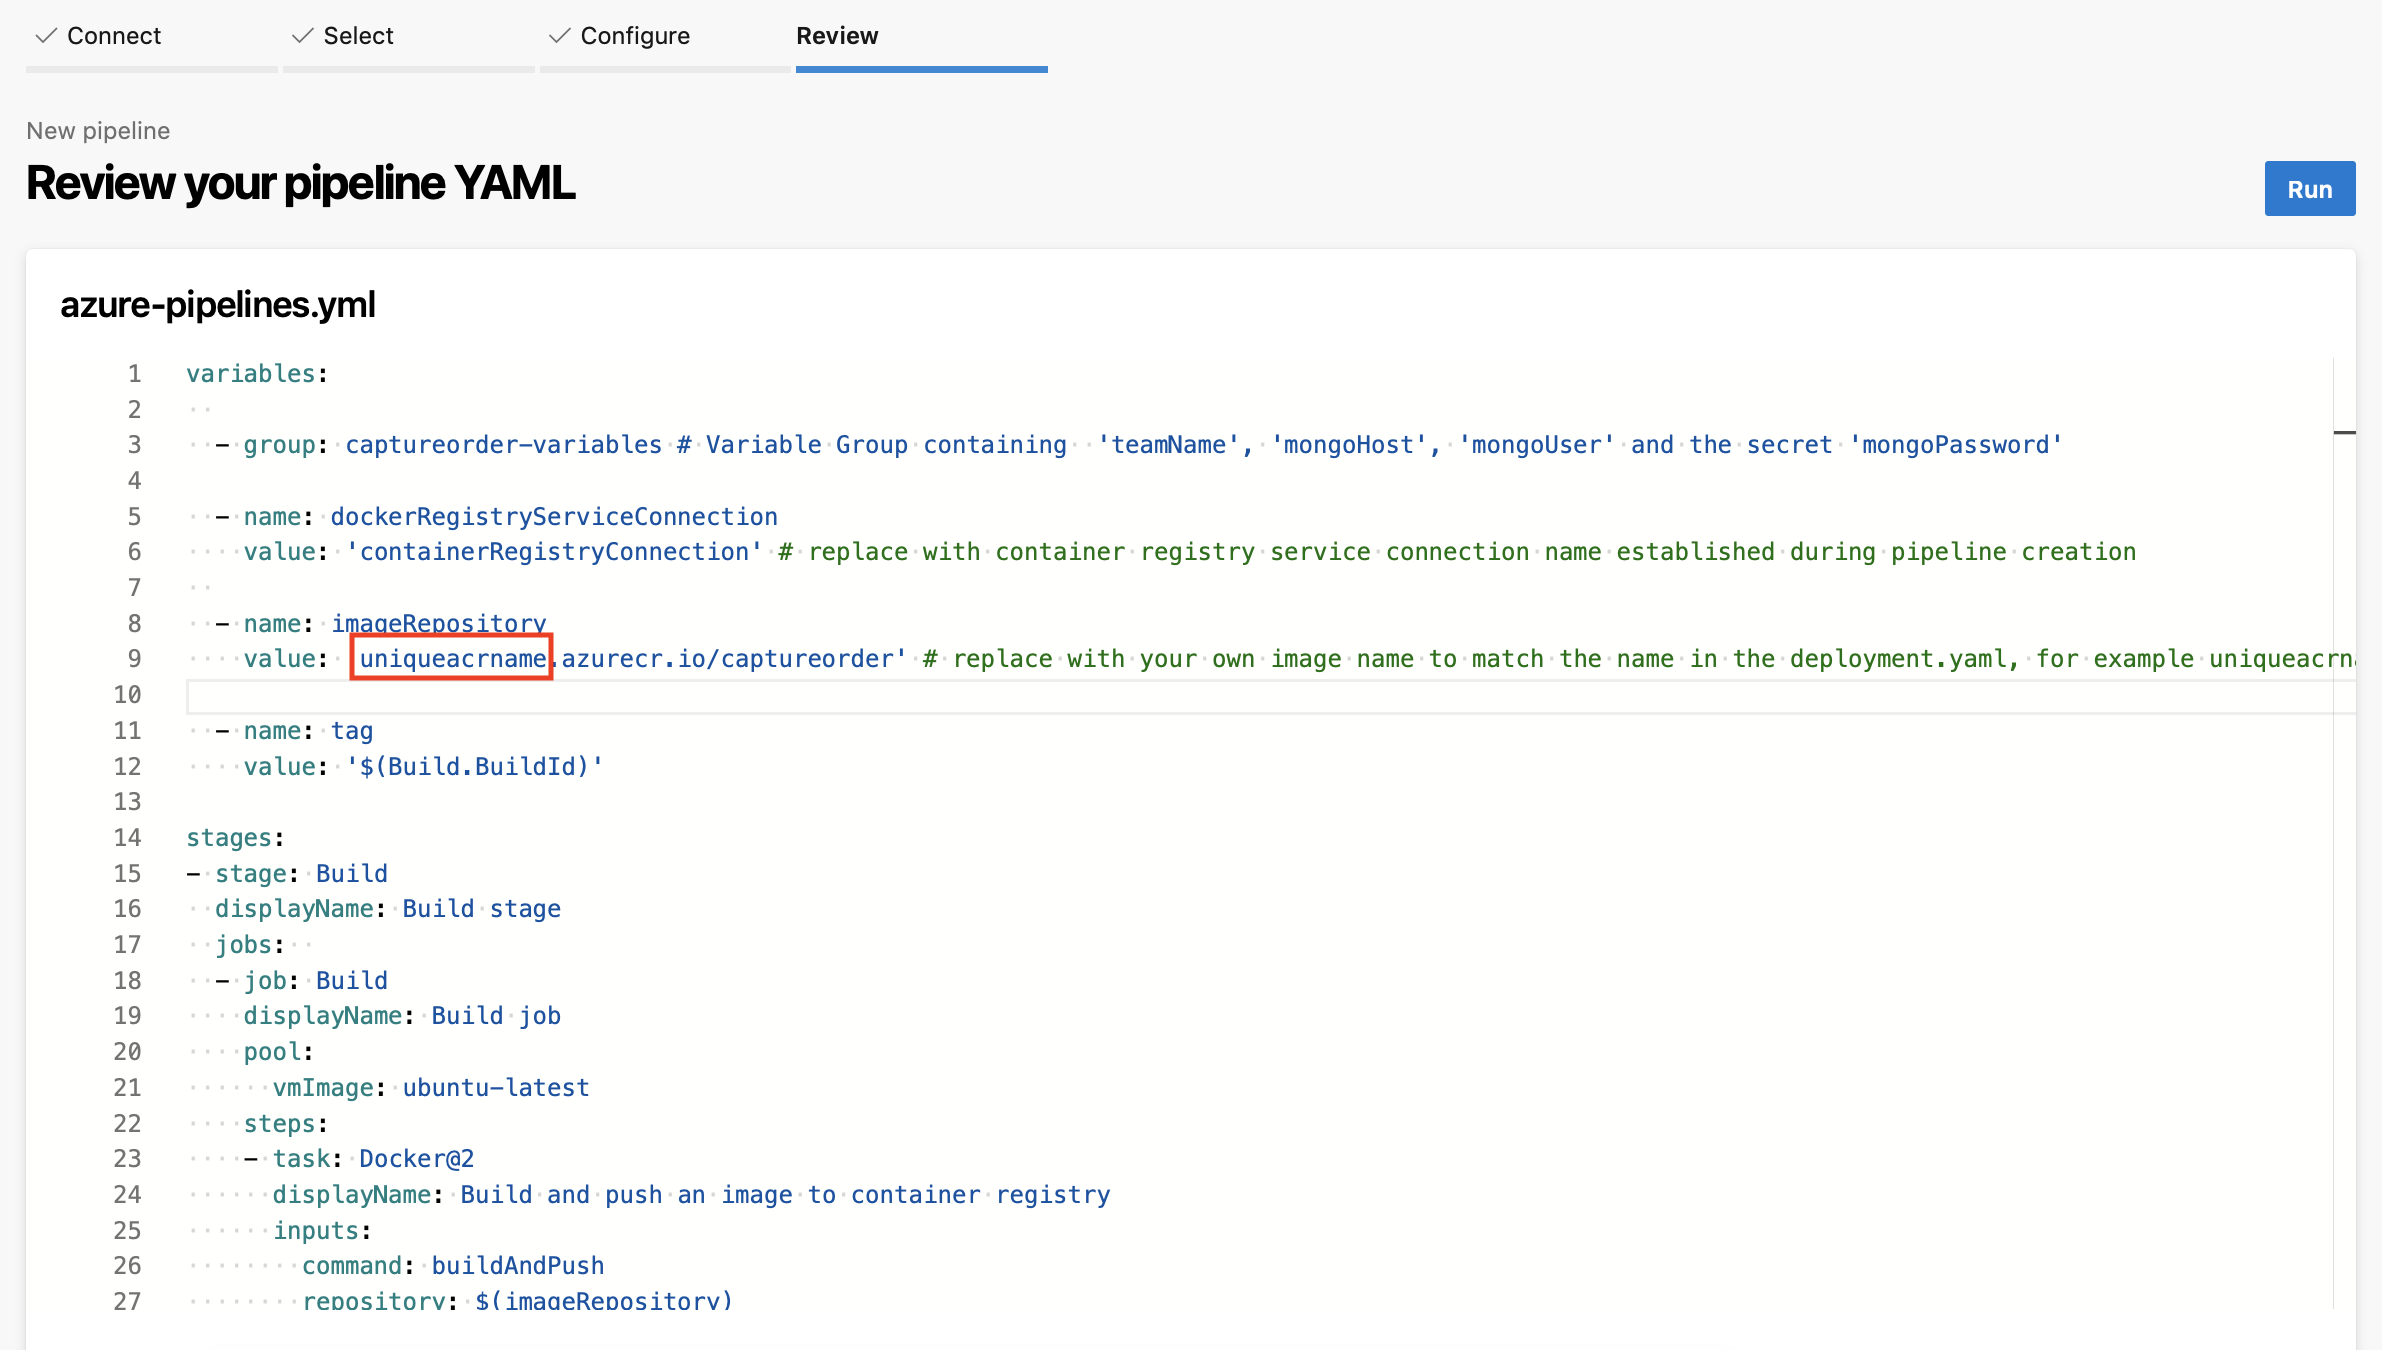 Connect Select Configure Review
New pipeline
Review your pipeline YAML
Run
azure-pipelines.yml
1 variables:
2
3   - group: captureorder-variables # Variable Group containing  'teamName', 'mongoHost', 'mongoUser' and the secret 'mongoPassword'
4
5   - name: dockerRegistryServiceConnection
6     value: 'containerRegistryConnection' # replace with container registry service connection name established during pipeline creation
7
8   - name: imageRepository
9     value: uniqueacrname.azurecr.io/captureorder' # replace with your own image name to match the name in the deployment.yaml, for example
10
11   - name: tag
12     value: '$(Build.BuildId)'
13
14 stages:
15 - stage: Build
16   displayName: Build stage
17   jobs:
18   - job: Build
19     displayName: Build job
20     pool:
21       vmImage: ubuntu-latest
22     steps:
23     - task: Docker@2
24       displayName: Build and push an image to container registry
25       inputs:
26         command: buildAndPush
27         repository: $(imageRepository)